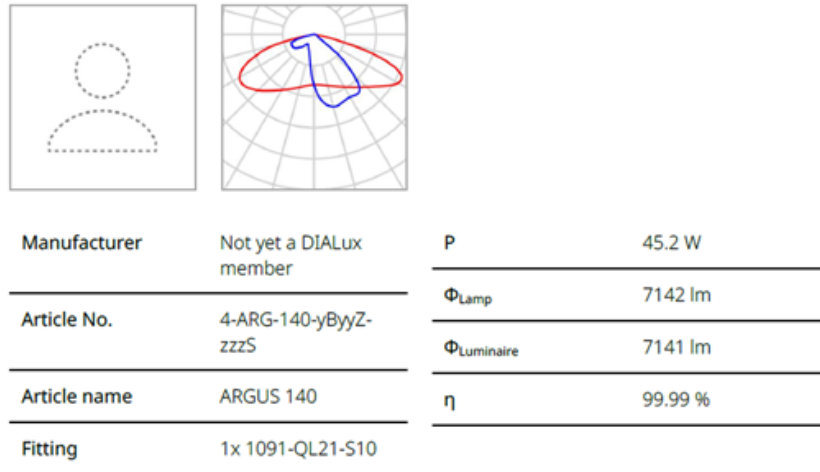 Manufacturer
Not yet a DIALux
member
Article No.
4-ARG-140-yByyZ-
zzzS
Article name
ARGUS 140
Fitting
1x 1091-QL21-S10
P
45.2 W
ΦLamp
7142 lm
ΦLuminaire
7141 lm
η
99.99 %